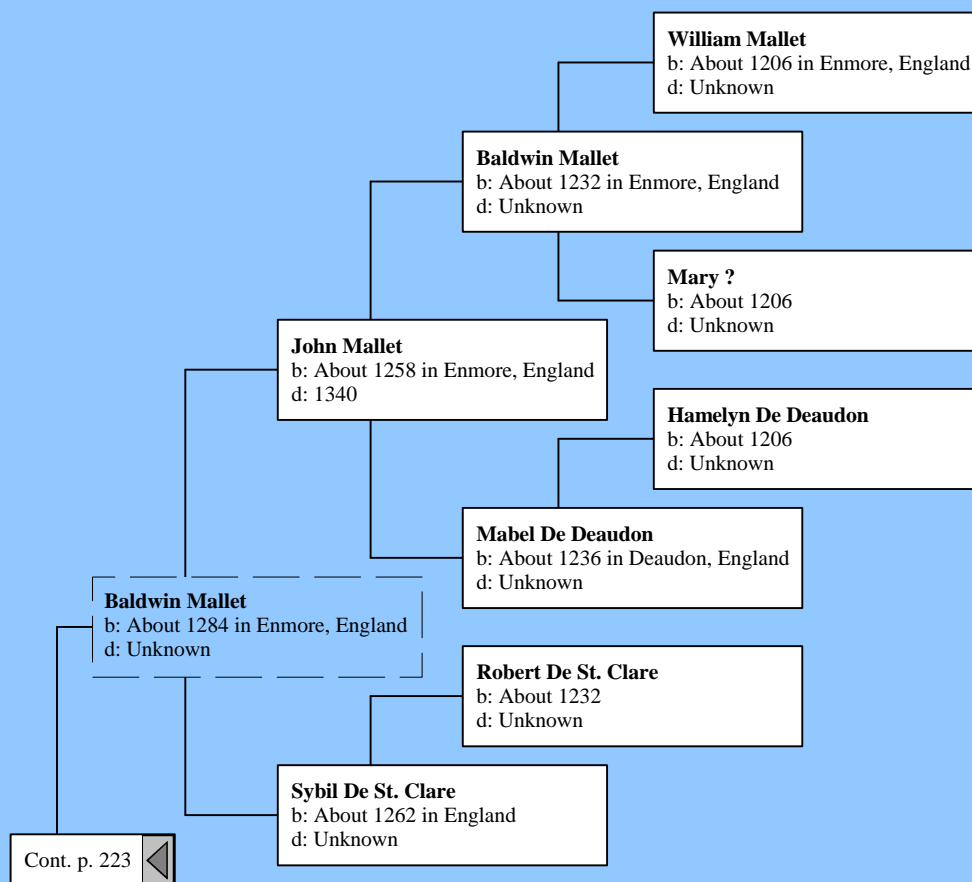 William Mallet
b: About 1206 in Enmore, England
d: Unknown
Baldwin Mallet
b: About 1232 in Enmore, England
d: Unknown
Mary ?
b: About 1206
d: Unknown
John Mallet
b: About 1258 in Enmore, England
d: 1340
Hamelyn De Deaudon
b: About 1206
d: Unknown
Mabel De Deaudon
b: About 1236 in Deaudon, England
d: Unknown
Baldwin Mallet
b: About 1284 in Enmore, England
d: Unknown
Robert De St. Clare
b: About 1232
d: Unknown
Sybil De St. Clare
b: About 1262 in England
d: Unknown
Cont. p. 223